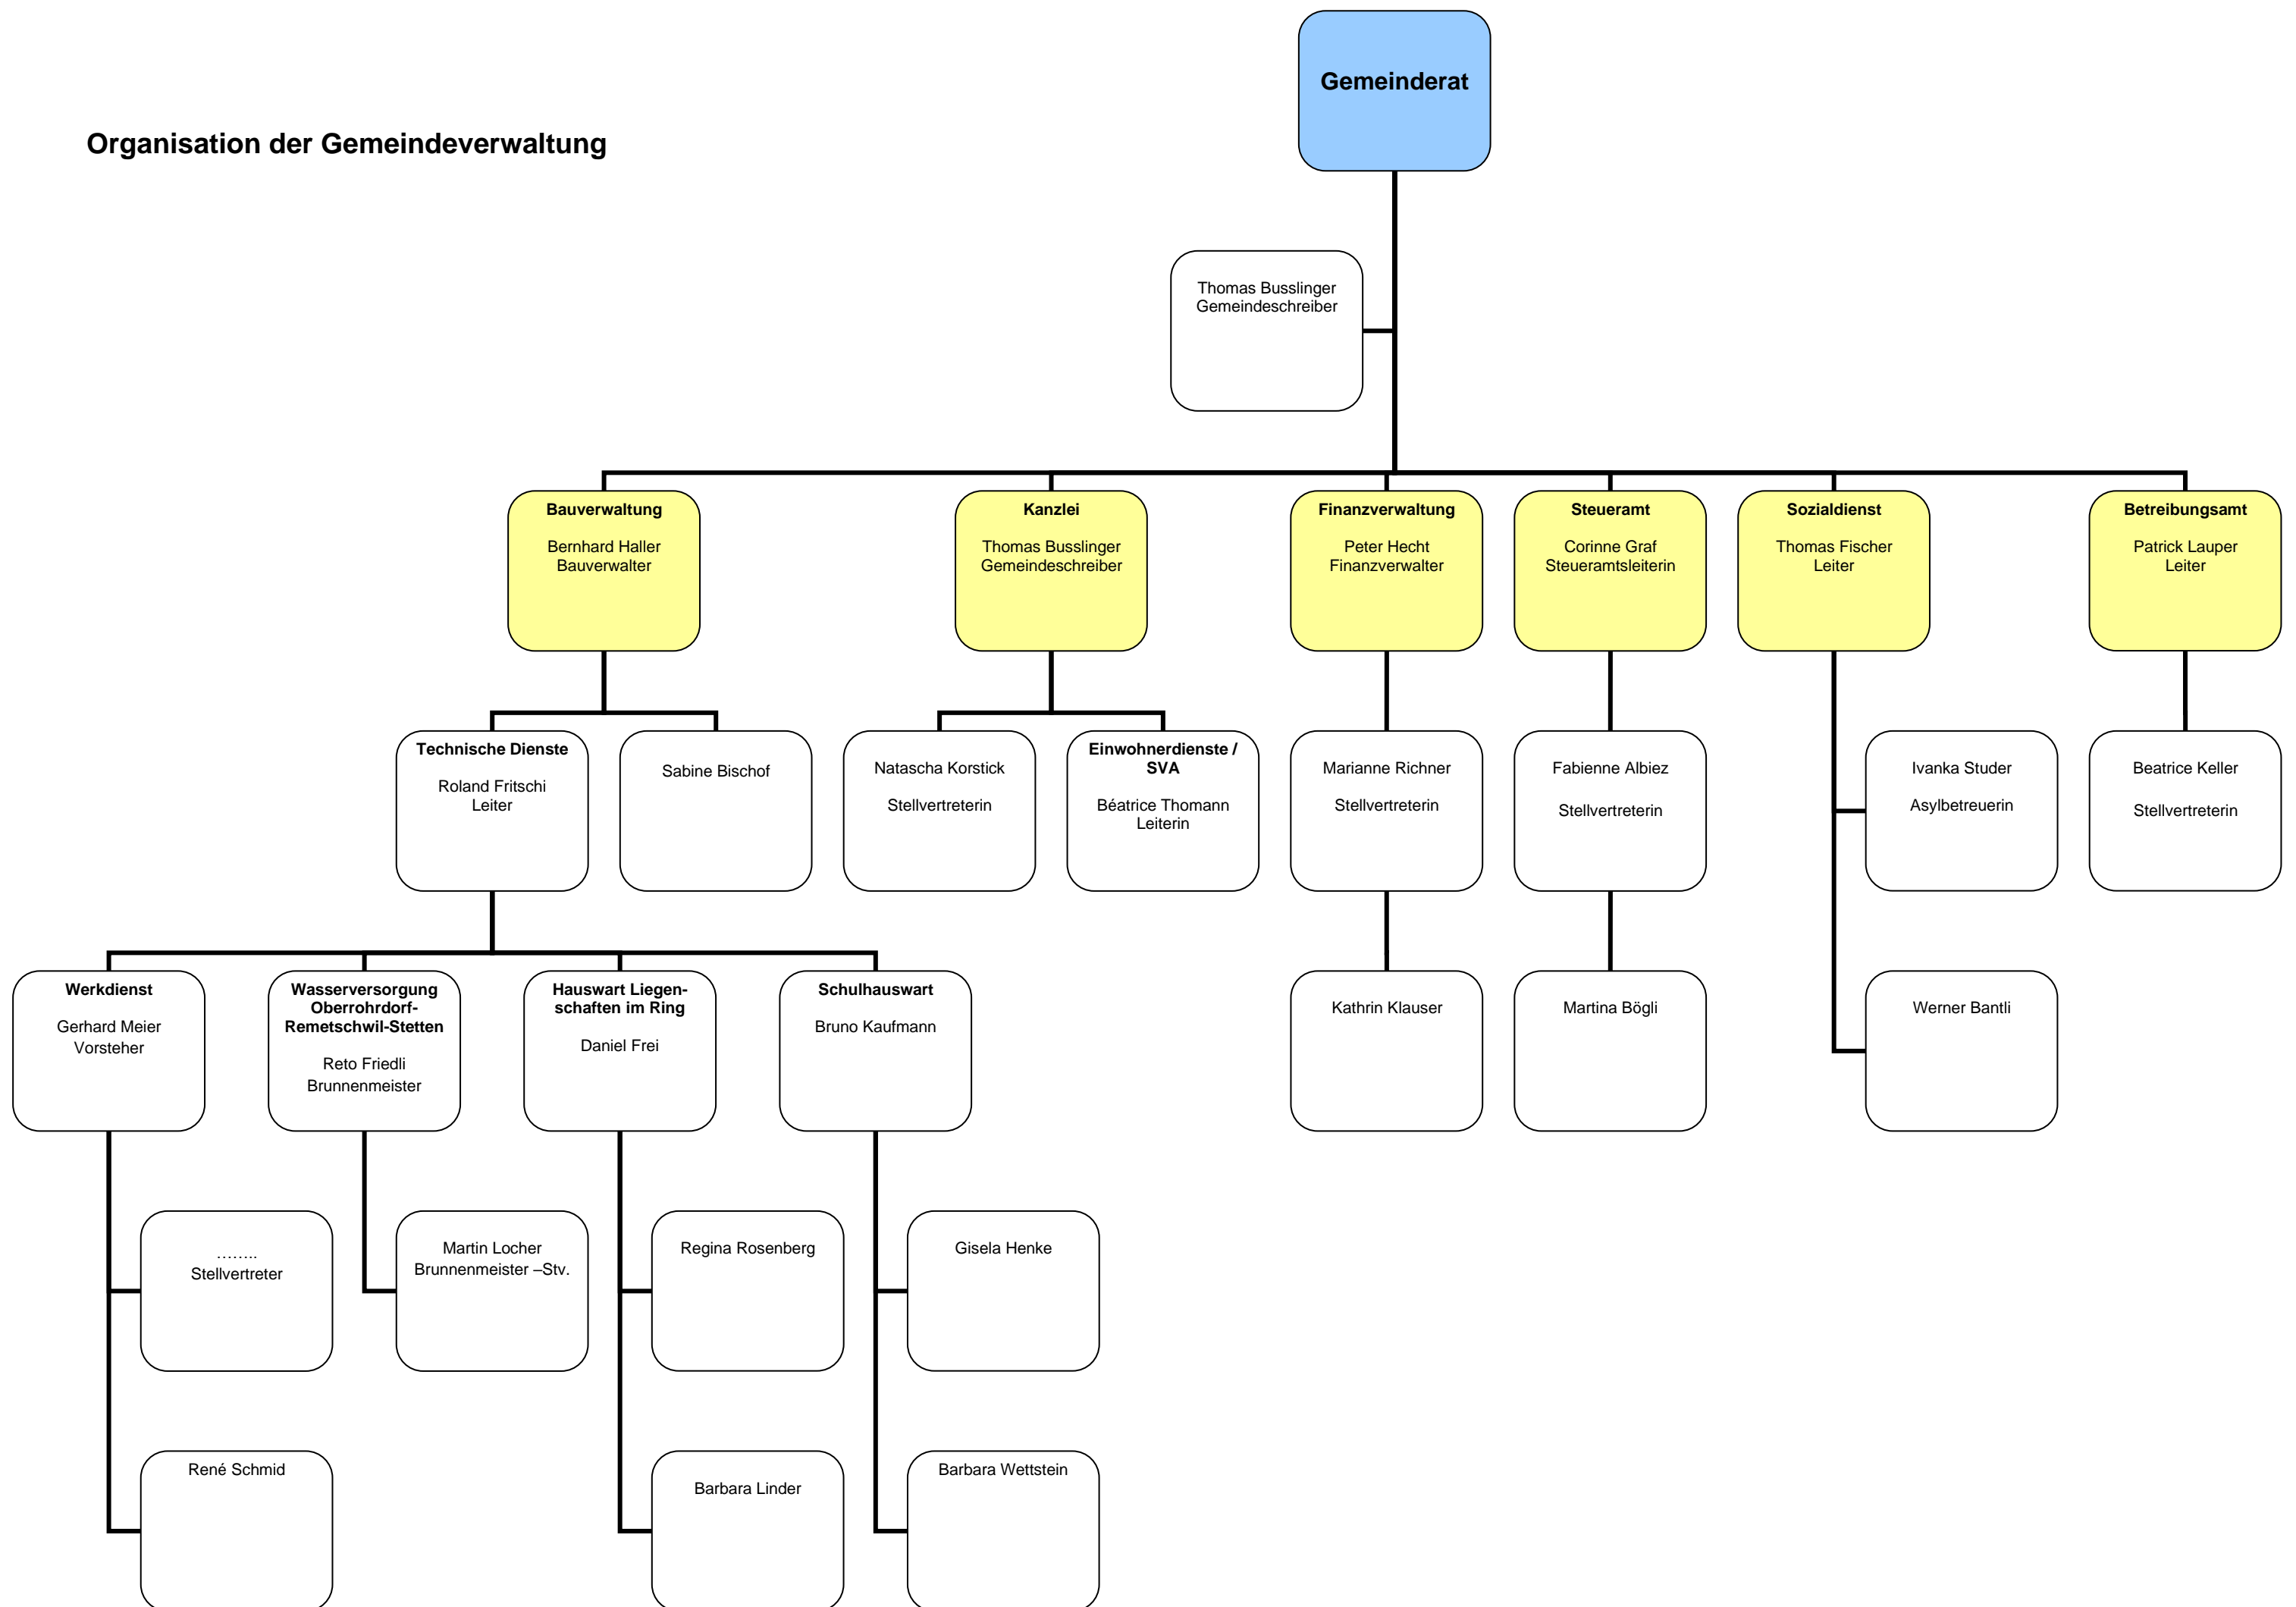 Gemeinderat
Organisation der Gemeindeverwaltung
Thomas Busslinger
Gemeindeschreiber
Bauverwaltung
Bernhard Haller
Bauverwalter
Kanzlei
Thomas Busslinger
Gemeindeschreiber
Finanzverwaltung
Peter Hecht
Finanzverwalter
Steueramt
Corinne Graf
Steueramtsleiterin
Sozialdienst
Thomas Fischer
Leiter
Betreibungsamt
Patrick Lauper
Leiter
Technische Dienste
Roland Fritschi
Leiter
Sabine Bischof
Natascha Korstick
Stellvertreterin
Einwohnerdienste /
SVA
Béatrice Thomann
Leiterin
Marianne Richner
Stellvertreterin
Fabienne Albiez
Stellvertreterin
Ivanka Studer
Asylbetreuerin
Beatrice Keller
Stellvertreterin
Werkdienst
Gerhard Meier
Vorsteher
Wasserversorgung
Oberrohrdorf-
Remetschwil-Stetten
Reto Friedli
Brunnenmeister
Hauswart Liegen-
schaften im Ring
Daniel Frei
Schulhauswart
Bruno Kaufmann
Kathrin Klauser
Martina Bögli
Werner Bantli
……..
Stellvertreter
Martin Locher
Brunnenmeister –Stv.
Regina Rosenberg
Gisela Henke
René Schmid
Barbara Linder
Barbara Wettstein